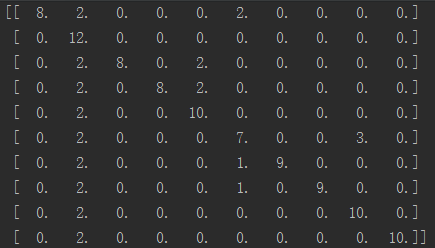 [[ 8. 2. 0. 0. 0. 2. 0. 0. 0. 0.]
[ 0. 12. 0. 0. 0. 0. 0. 0. 0. 0.]
[ 0. 2. 8. 0. 2. 0. 0. 0. 0. 0.]
[ 0. 2. 0. 8. 2. 0. 0. 0. 0. 0.]
[ 0. 2. 0. 0. 10. 0. 0. 0. 0. 0.]
[ 0. 2. 0. 0. 0. 7. 0. 0. 3. 0.]
[ 0. 2. 0. 0. 0. 1. 9. 0. 0. 0.]
[ 0. 2. 0. 0. 0. 1. 0. 9. 0. 0.]
[ 0. 2. 0. 0. 0. 0. 0. 0. 10. 0.]
[ 0. 2. 0. 0. 0. 0. 0. 0. 0. 10.]]